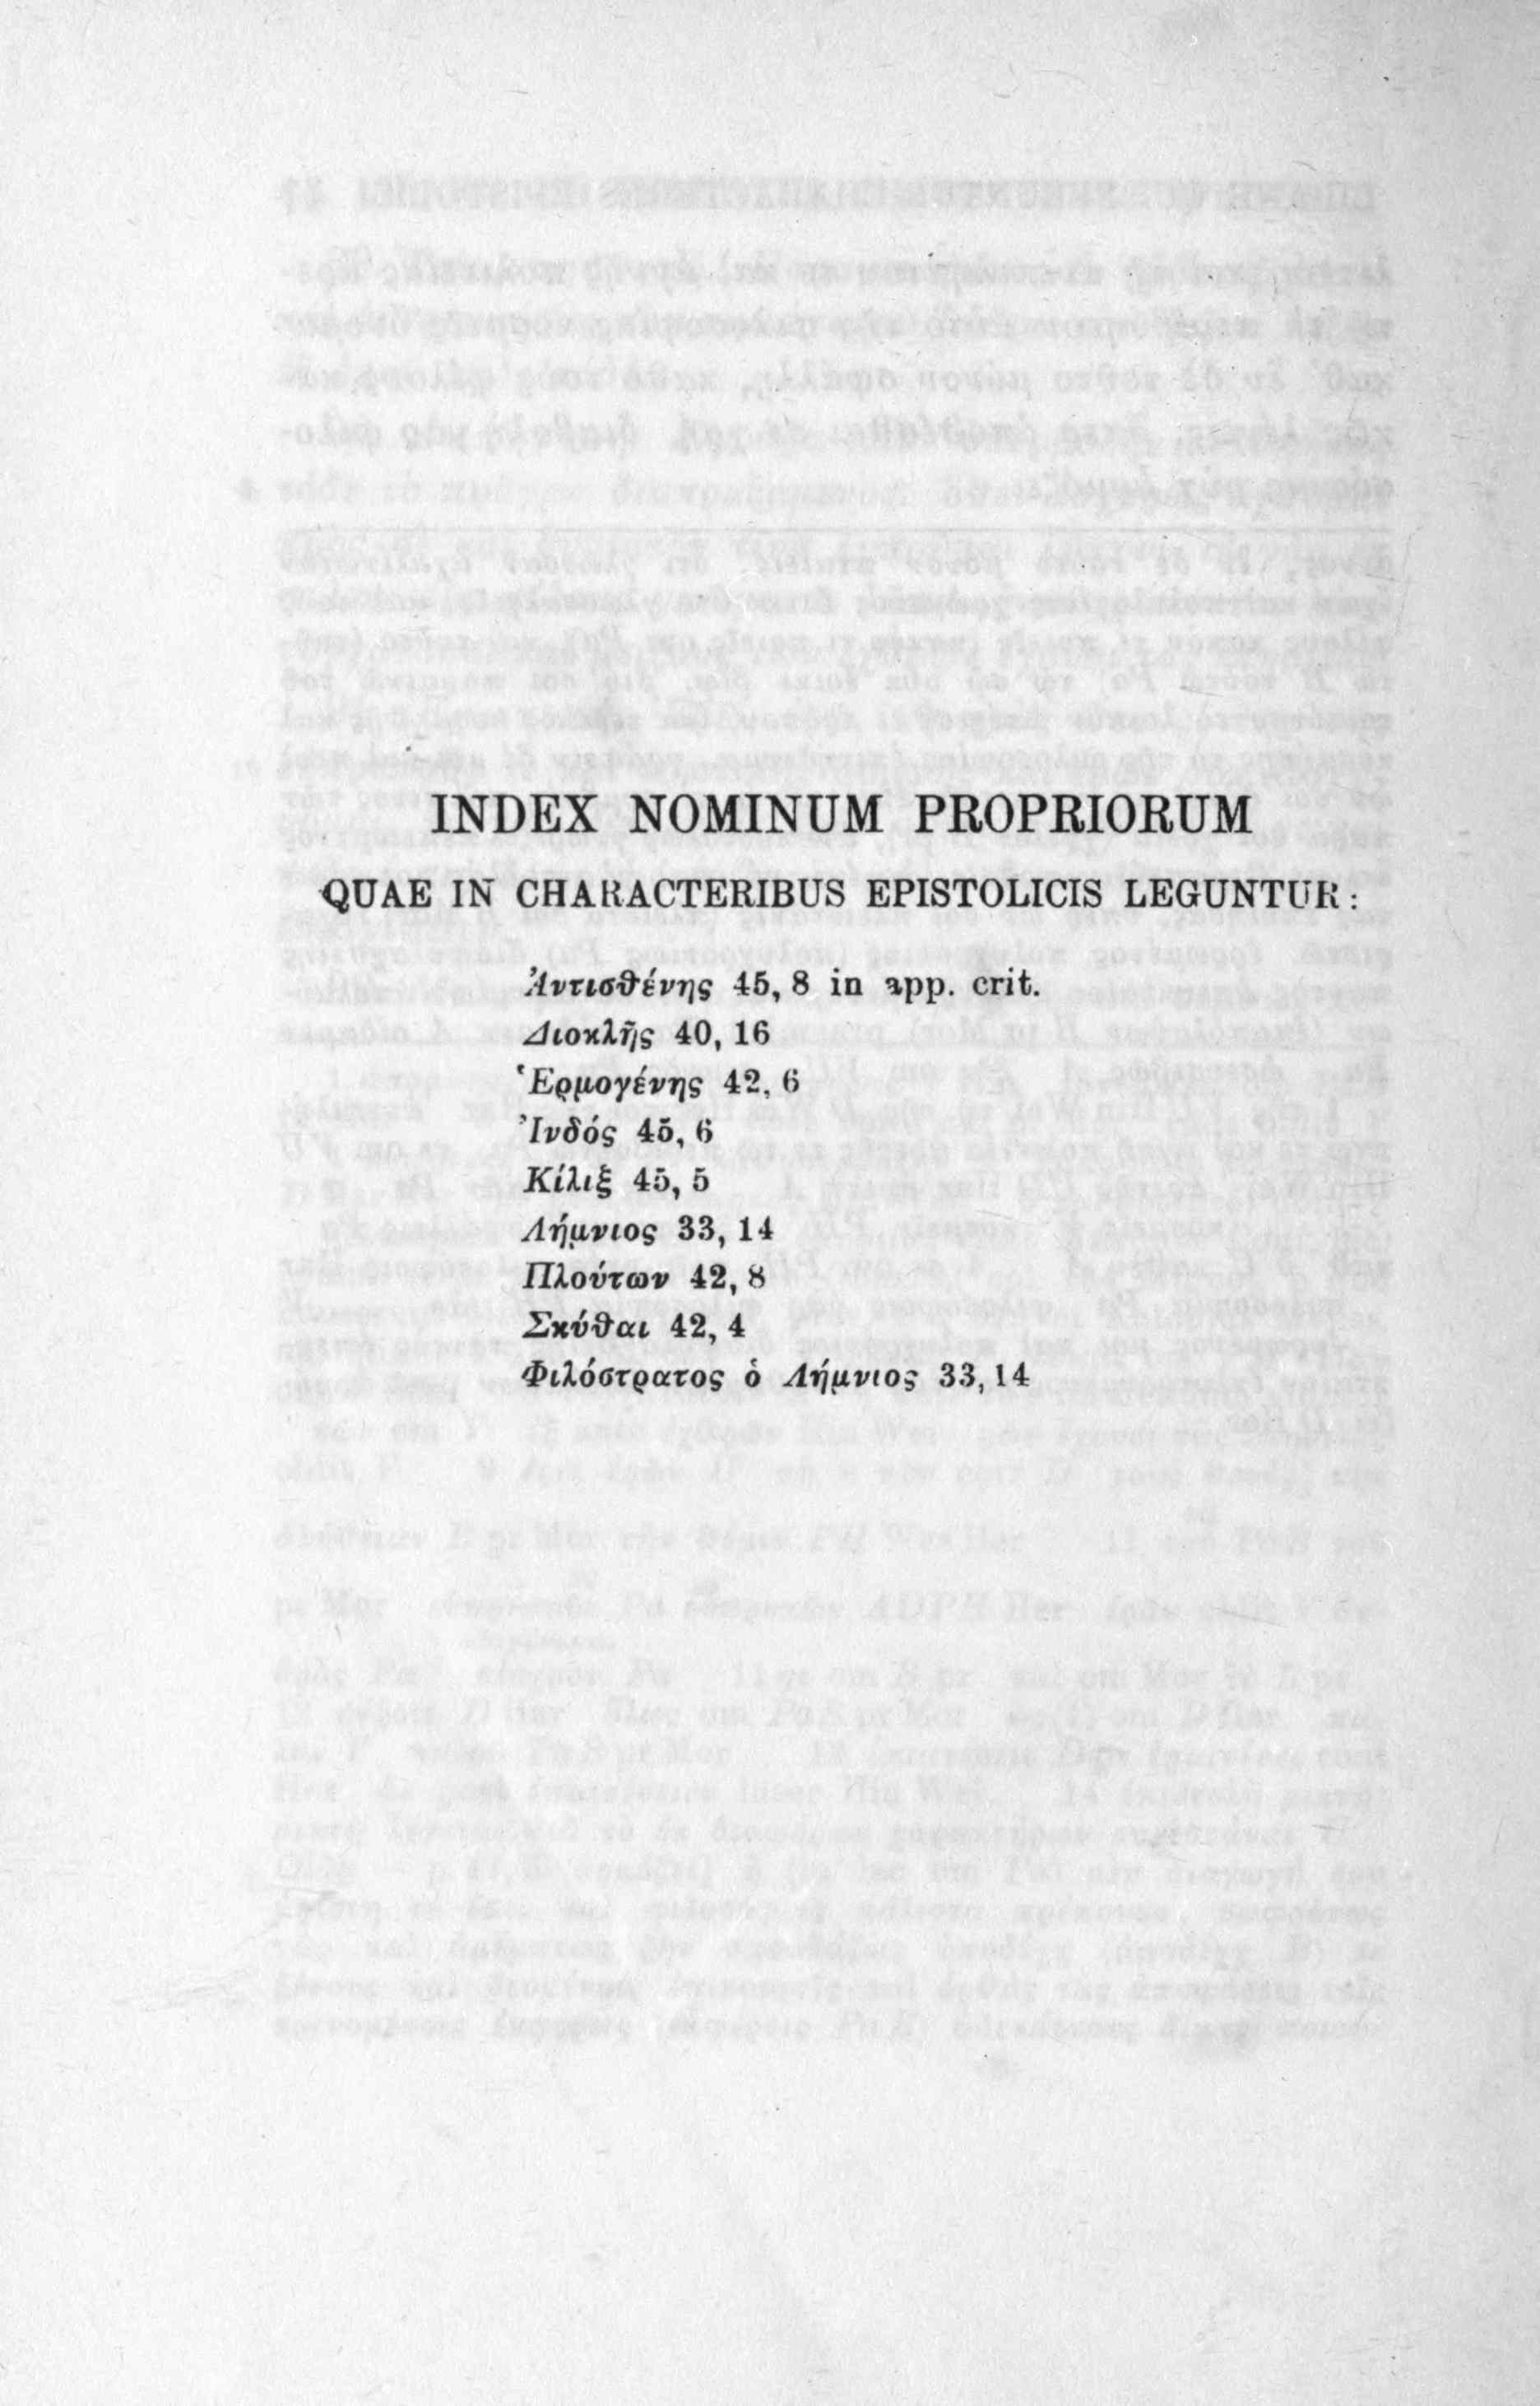 INDEX NOMINUM PROPRIORUM
QUAE IN CHARACTERIBUS EPISTOLICIS LEGUNTUR:
Ἀντισθένης 45, 8 in app. crit.
Διοκλῆς 40, 16
Ἑρμογένης 42, 6
Ἰνδός 45, 6
Κίλιξ 45, 5
Λήμνιος 33, 14
Πλούτων 42, 8
Σκύθαι 42, 4
Φιλόστρατος ὁ Λήμνιος 33, 14